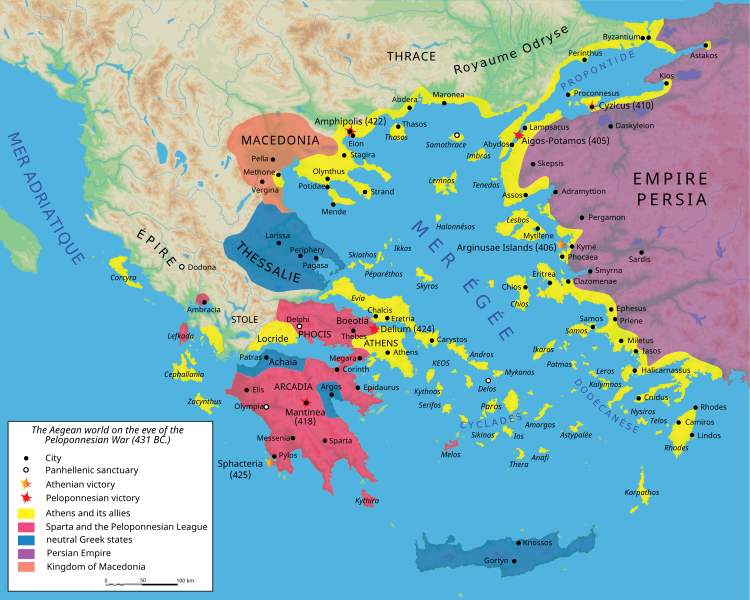 Byzantium
THRACE
Royaume Odryse
Perinthus
Astakos
PROPONTIDE
Kios
Proconnesus
Cyzicus (410)
Abdera
Maronea
Amphipolis (422)
Thasos
Thasos
Eion
Samothrace
Lampsacus
Daskyleion
Aigos-Potamos (405)
Abydos
MER ADRIATIQUE
MACEDONIA
Pella
Stagira
Imbros
Methone
Olynthus
Skepsis
Vergina
Potidae
Strand
Lemnos
Tenedos
EMPIRE
PERSIA
Assos
Adramyttion
Mende
Lesbos
Pergamon
Halonnésos
MER ÉGÉE
Mytilene
ÉPIRE
Larissa
Periphery
Pagasa
THESSALIE
Ikkos
Skiathos
Arginusae Islands (406)
Kyme
Phocaea
Sardis
Dodona
Corcyra
Péparéthos
Skyros
Eritrea
Smyrna
Clazomenae
Chios
Chios
Ambracia
Evia
STOLE
Delphi
Boeotia
Chalcis
Eretria
Ephesus
Samos
Priene
Samos
Lefkada
Locride
PHOCIS
Thebes
Delium (424)
ATHENS
Carystos
Miletus
Iasos
Patras
Achaia
Megara
Athens
Andros
Ikaros
Cephallania
Corinth
KEOS
Mykonos
Patmos
Leros
Halicarnassus
Elis
ARCADIA
Argos
Epidaurus
Kythnos
Delos
Kalymnos
DODÉCANÈSE
Zacynthus
Olympia
Mantinea
(418)
Serifos
Paros
Cnidus
Nysiros
Rhodes
CYCLADES
Amorgos
Telos
Camiros
Messenia
Sparta
Sikinos
Ios
Astypalée
Lindos
Rhodes
Pylos
Sphacteria
(425)
Melos
Anafi
Thera
Kythira
Karpathos
Knossos
Gortyn
The Aegean world on the eve of the
Peloponnesian War (431 BC.)
City
Panhellenic sanctuary
Athenian victory
Peloponnesian victory
Athens and its allies
Sparta and the Peloponnesian League
neutral Greek states
Persian Empire
Kingdom of Macedonia
0 50 100 km